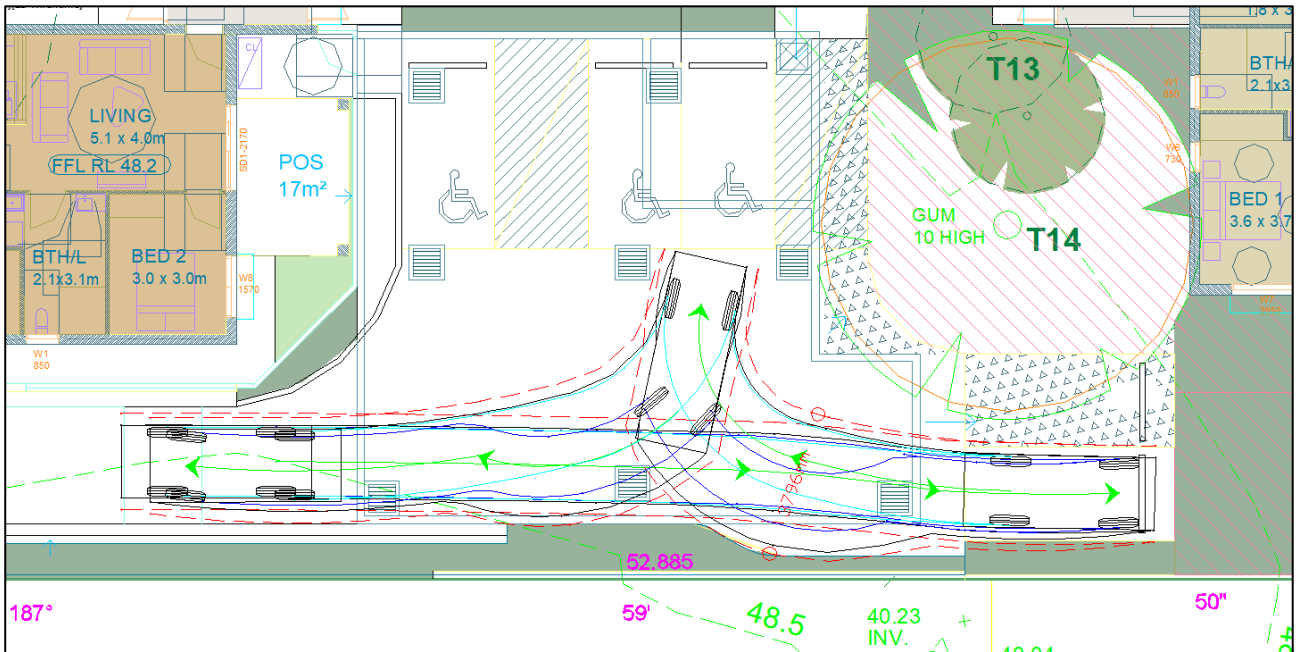 CL
LIVING
5.1 x 4.0m
FFL RL 48.2
SD1-2170
POS
17m²
BTH/L
2.1x3.1m
BED 2
3.0 x 3.0m
W8
1570
W1
850
T13
GUM
10 HIGH
T14
BTH/
2.1x3.
BED 1
3.6 x 3.7
W6
730
3796mm
52.885
187°
59'
48.5
40.23
INV.
50"